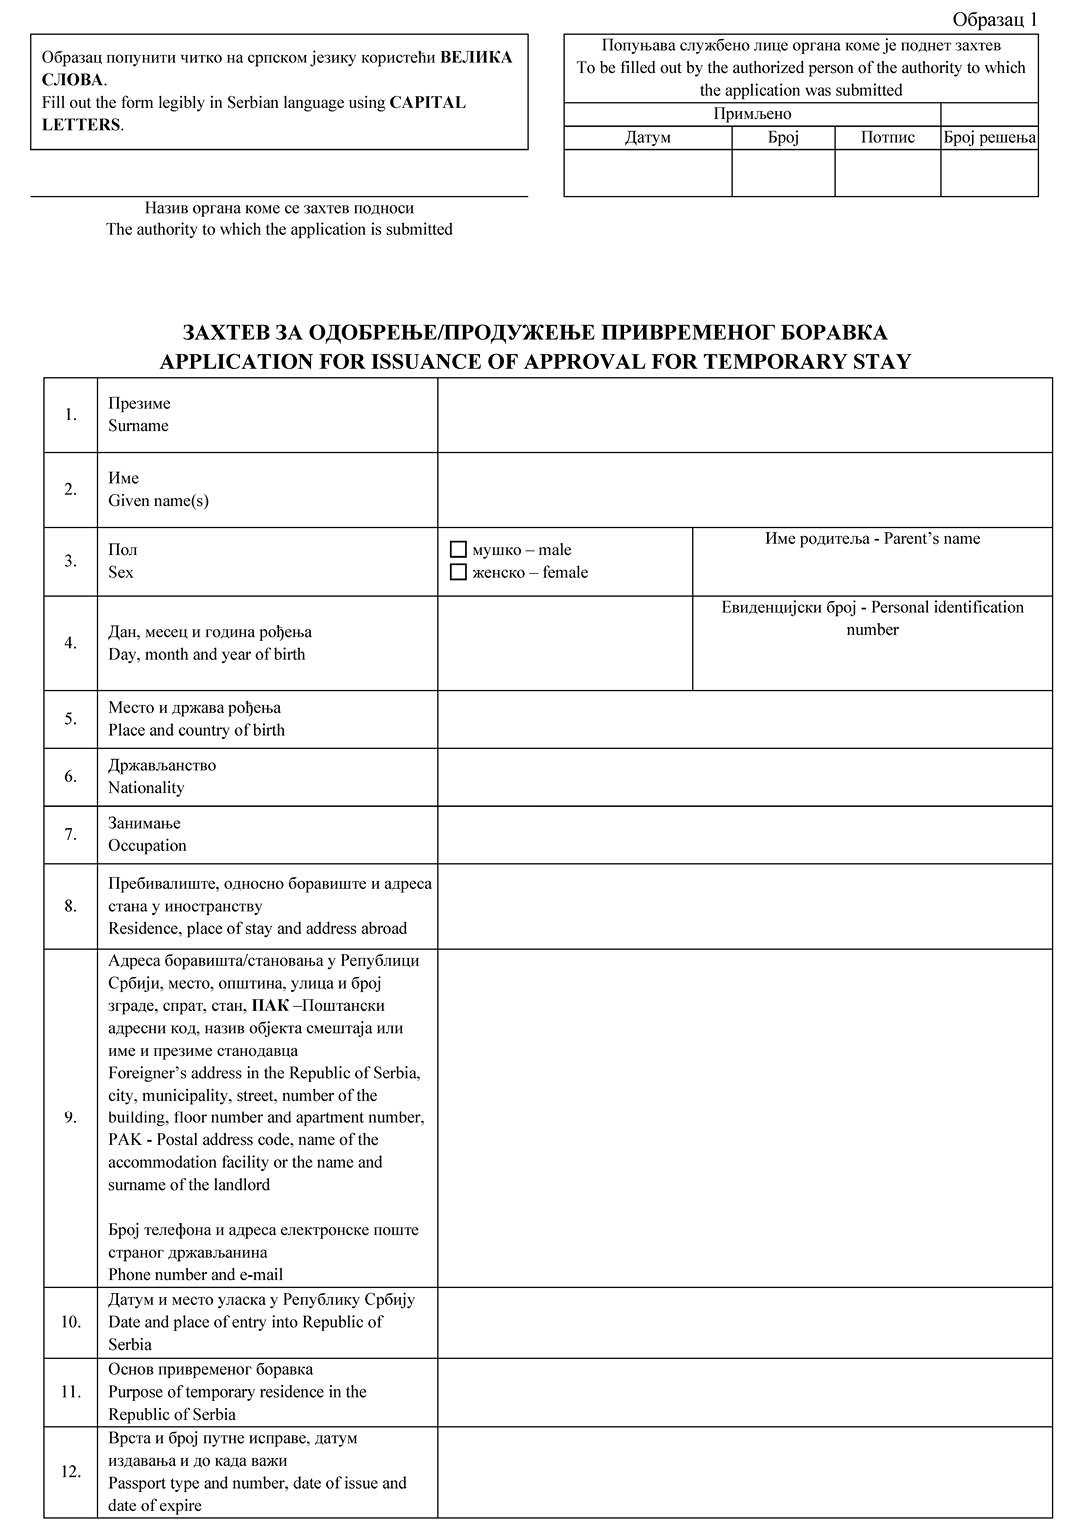 Образац 1
Образац попунити читко на српском језику користећи ВЕЛИКА
СЛОВА.
Fill out the form legibly in Serbian language using CAPITAL
LETTERS.
Попуњава службено лице органа коме је поднет захтев
To be filled out by the authorized person of the authority to which
the application was submitted
Примљено
Датум Број Потпис Број решења
Назив органа коме се захтев подноси
The authority to which the application is submitted
ЗАХТЕВ ЗА ОДОБРЕЊЕ/ПРОДУЖЕЊЕ ПРИВРЕМЕНОГ БОРАВКА
APPLICATION FOR ISSUANCE OF APPROVAL FOR TEMPORARY STAY
1.
Презиме
Surname
2.
Име
Given name(s)
3.
Пол
Sex
мушко – male
женско – female
Име родитеља - Parent’s name
4.
Дан, месец и година рођења
Day, month and year of birth
Евиденцијски број - Personal identification
number
5.
Место и држава рођења
Place and country of birth
6.
Држављанство
Nationality
7.
Занимање
Occupation
8.
Пребивалиште, односно боравиште и адреса
стана у иностранству
Residence, place of stay and address abroad
9.
Адреса боравишта/становања у Републици
Србији, место, општина, улица и број
зграде, спрат, стан, ПАК –Поштански
адресни код, назив објекта смештаја или
име и презиме станодавца
Foreigner’s address in the Republic of Serbia,
city, municipality, street, number of the
building, floor number and apartment number,
PAK - Postal address code, name of the
accommodation facility or the name and
surname of the landlord
Број телефона и адреса електронске поште
страног држављанина
Phone number and e-mail
10.
Датум и место уласка у Републику Србију
Date and place of entry into Republic of
Serbia
11.
Основ привременог боравка
Purpose of temporary residence in the
Republic of Serbia
12.
Врста и број путне исправе, датум
издавања и до када важи
Passport type and number, date of issue and
date of expire